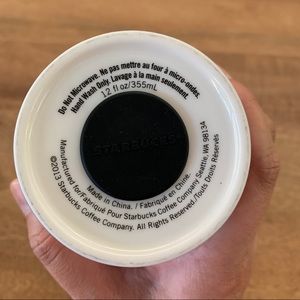 Do Not Microwave. Ne pas mettre au four à micro-ondes.
Hand Wash Only. Lavage à la main seulement.
12 fl oz/355mL
STARBUCKS
Made in China. / Fabriqué en Chine.
Manufactured for/Fabriqué Pour Starbucks Coffee Company, Seattle, WA 98134
©2013 Starbucks Coffee Company. All Rights Reserved./Touts Droits Réservés